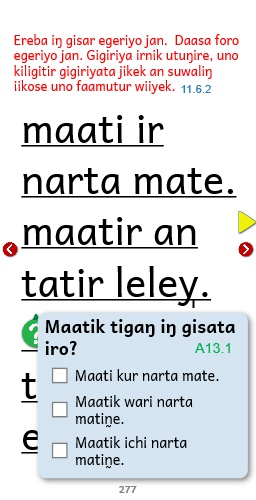 Ereba iŋ gisar egeriyo jan.  Daasa foro
egeriyo jan. Gigiriya irnik utuŋire, uno
kiligitir gigiriyata jikek an suwaliŋ
iikose uno faamutur wiiyek. 11.6.2
maati ir
narta mate.
maatir an
tatir leley.
?
Maatik tigaŋ iŋ gisata
iro?
A13.1
Maati kur narta mate.
Maatik wari narta
matiŋe.
Maatik ichi narta
matiŋe.
t
e
277